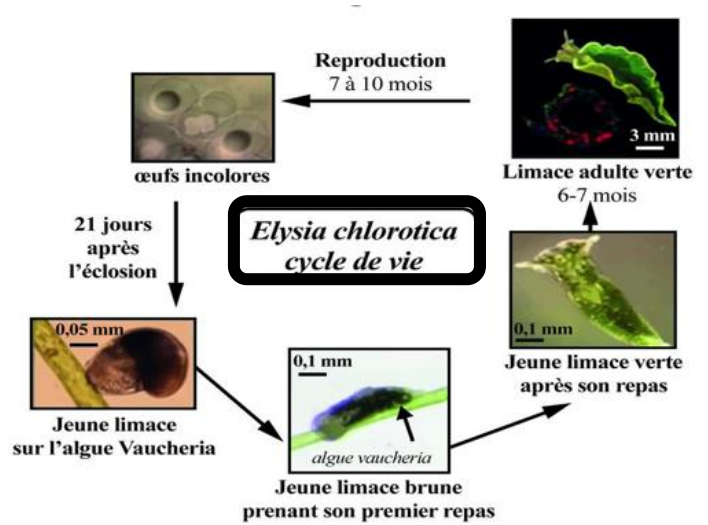 Reproduction
7 à 10 mois
3 mm
œufs incolores
Limace adulte verte
6-7 mois
21 jours
après
l'éclosion
Elysia chlorotica
cycle de vie
0,05 mm
0,1 mm
0,1 mm
Jeune limace verte
après son repas
Jeune limace
sur l'algue Vaucheria
algue vaucheria
Jeune limace brune
prenant son premier repas